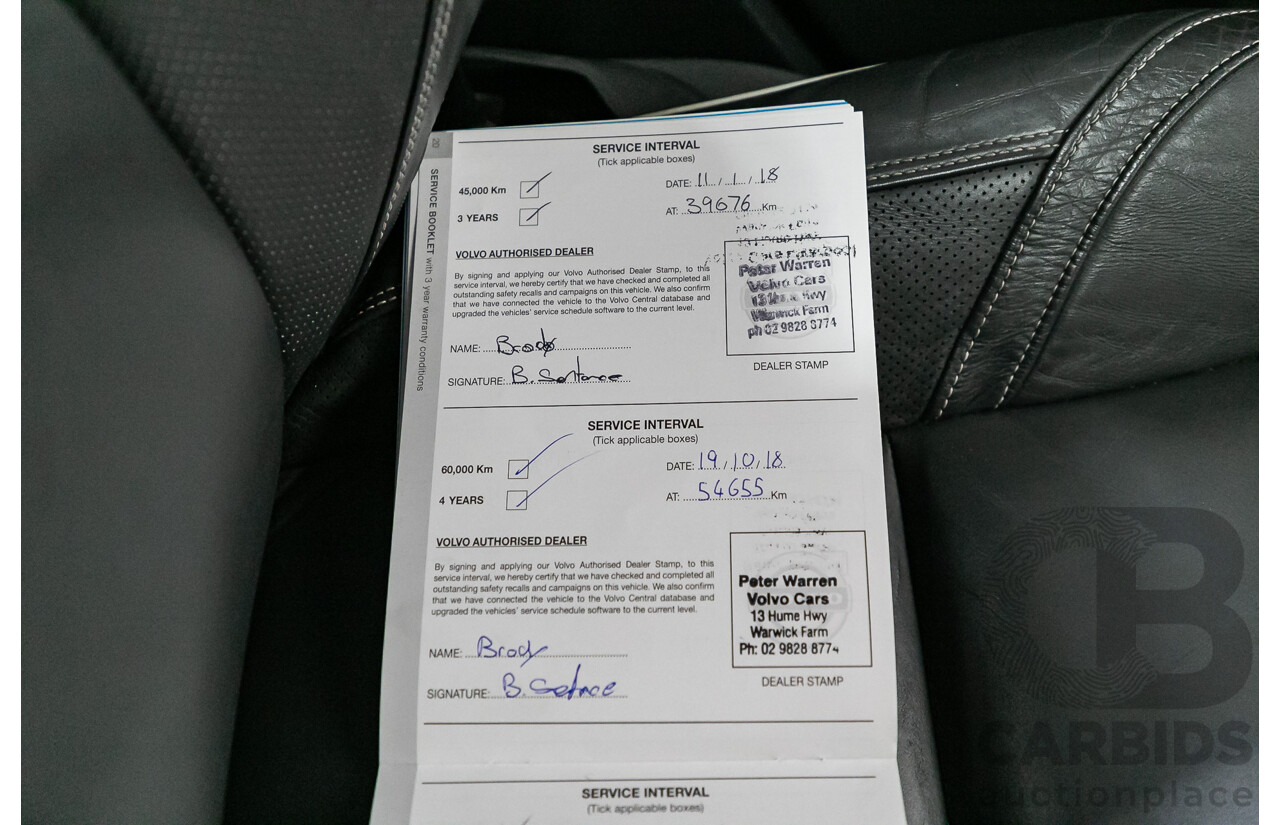 20
SERVICE BOOKLET with 3 year warranty conditions
SERVICE INTERVAL
(Tick applicable boxes)
45,000 Km
DATE: 11/1/18
3 YEARS
AT: 39676 Km
VOLVO AUTHORISED DEALER
By signing and applying our Volvo Authorised Dealer Stamp, to this
service interval, we hereby certify that we have checked and completed all
outstanding safety recalls and campaigns on this vehicle. We also confirm
that we have connected the vehicle to the Volvo Central database and
upgraded the vehicles' service schedule software to the current level.
Peter Warren
Volvo Cars
13 Hume Hwy
Warwick Farm
ph 02 9828 8774
NAME: Brody
DEALER STAMP
SIGNATURE: B.
SERVICE INTERVAL
(Tick applicable boxes)
60,000 Km
DATE: 19/10/18
4 YEARS
AT: 54655 Km
VOLVO AUTHORISED DEALER
By signing and applying our Volvo Authorised Dealer Stamp, to this
service interval, we hereby certify that we have checked and completed all
outstanding safety recalls and campaigns on this vehicle. We also confirm
that we have connected the vehicle to the Volvo Central database and
upgraded the vehicles' service schedule software to the current level.
Peter Warren
Volvo Cars
13 Hume Hwy
Warwick Farm
Ph: 02 9828 8774
NAME: Brody
DEALER STAMP
SIGNATURE: B.
SERVICE INTERVAL
(Tick applicable boxes)
CB
CARBIDS
auctionplace